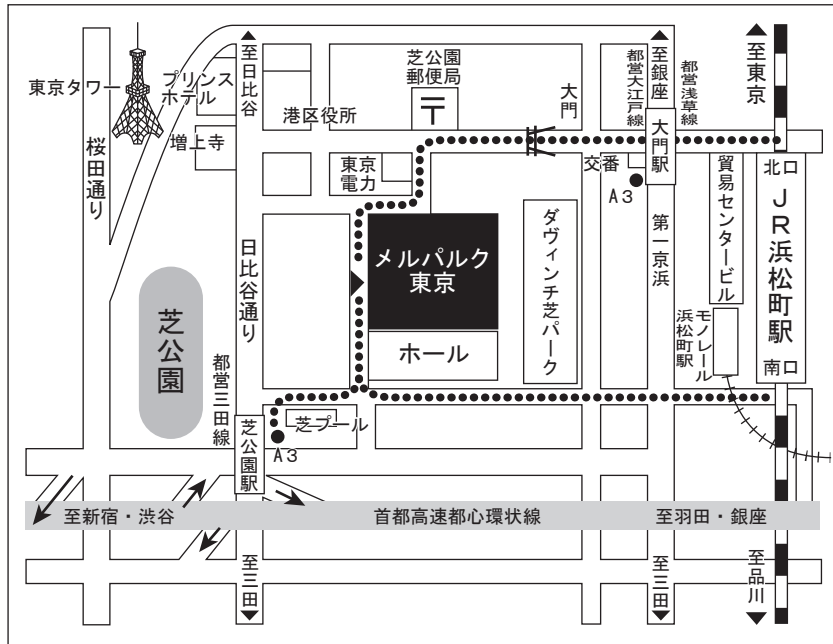 至日比谷
芝公園
郵便局
〒
大門
都営大江戸線
至銀座
都営浅草線
至東京
東京タワー
プリンス
ホテル
港区役所
増上寺
東京
電力
交番
A3
大門駅
北口
JR浜松町駅
南口
貿易センタービル
桜田通り
日比谷通り
メルパルク
東京
ホール
ダヴィンチ芝パーク
第一京浜
モノレール
浜松町駅
芝公園
都営三田線
芝公園駅
芝プール
A3
至新宿・渋谷
首都高速都心環状線
至羽田・銀座
至三田
至三田
至品川